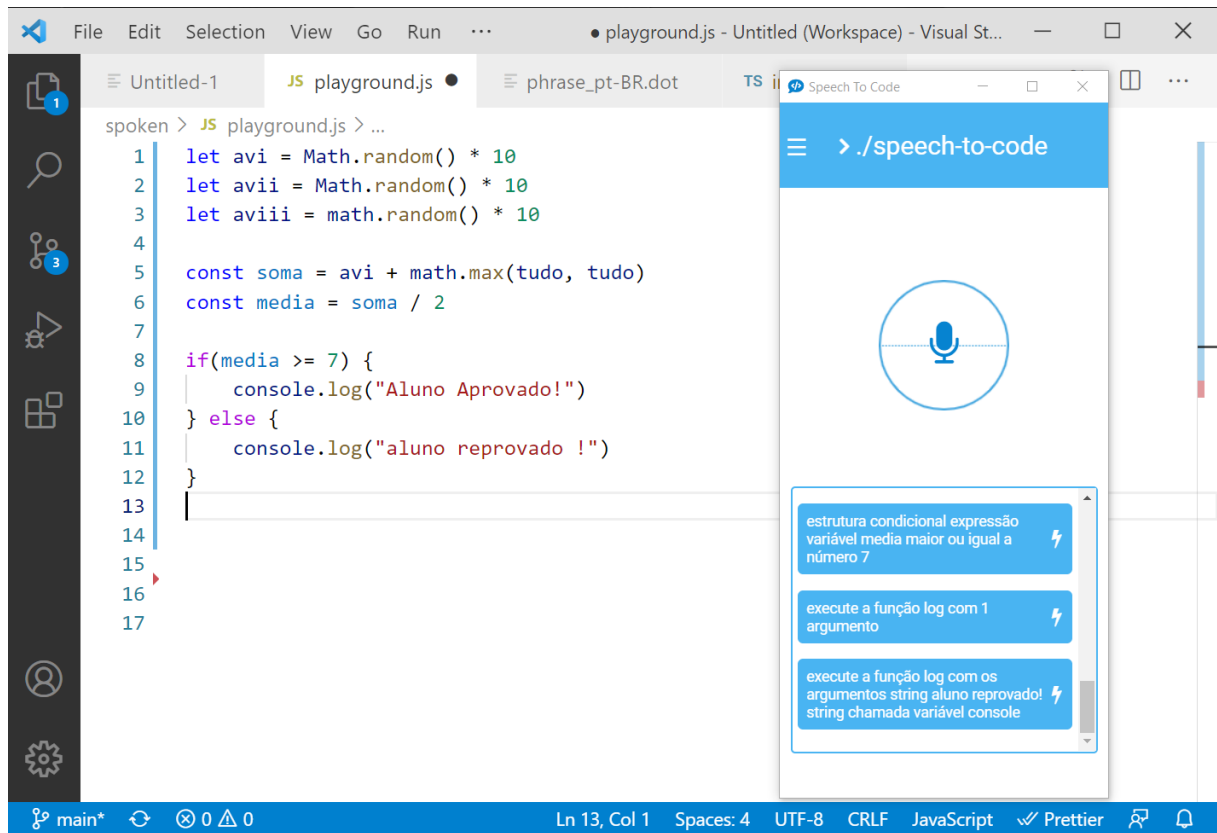 File Edit Selection View Go Run ··· ● playground.js - Untitled (Workspace) - Visual St...
Untitled-1 JS playground.js ● phrase_pt-BR.dot TS
spoken > JS playground.js > ...
1 let avi = Math.random() * 10
2 let avii = Math.random() * 10
3 let aviii = math.random() * 10
4
5 const soma = avi + math.max(tudo, tudo)
6 const media = soma / 2
7
8 if(media >= 7) {
9 console.log("Aluno Aprovado!")
10 } else {
11 console.log("aluno reprovado !")
12 }
13
14
15
16
17
1
3
Speech To Code
>./speech-to-code
estrutura condicional expressão
variável media maior ou igual a
número 7
execute a função log com 1
argumento
execute a função log com os
argumentos string aluno reprovado!
string chamada variável console
main* 0 0 Ln 13, Col 1 Spaces: 4 UTF-8 CRLF JavaScript Prettier